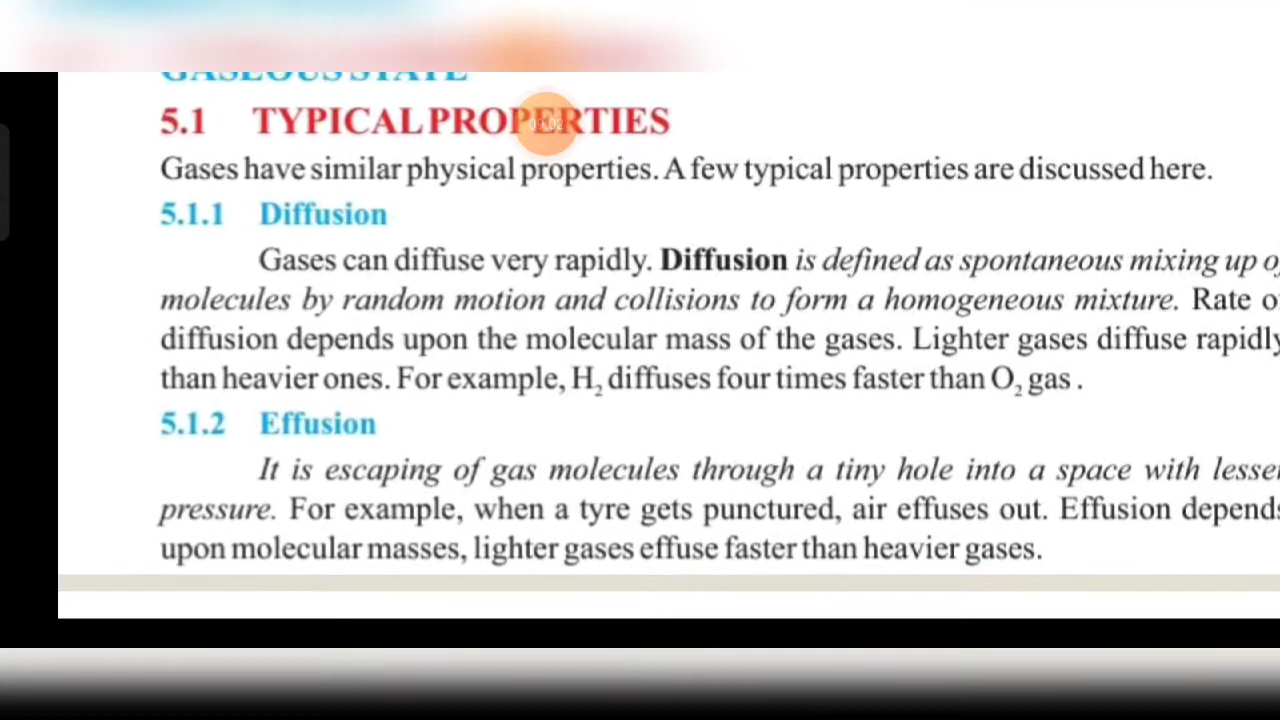 GASEOUS STATE
5.1 TYPICAL PROPERTIES
09:02
Gases have similar physical properties. A few typical properties are discussed here.
5.1.1 Diffusion
Gases can diffuse very rapidly. Diffusion is defined as spontaneous mixing up
molecules by random motion and collisions to form a homogeneous mixture. Rate
diffusion depends upon the molecular mass of the gases. Lighter gases diffuse rapidly
than heavier ones. For example, H₂ diffuses four times faster than O₂ gas.
5.1.2 Effusion
It is escaping of gas molecules through a tiny hole into a space with lesser
pressure. For example, when a tyre gets punctured, air effuses out. Effusion depends
upon molecular masses, lighter gases effuse faster than heavier gases.